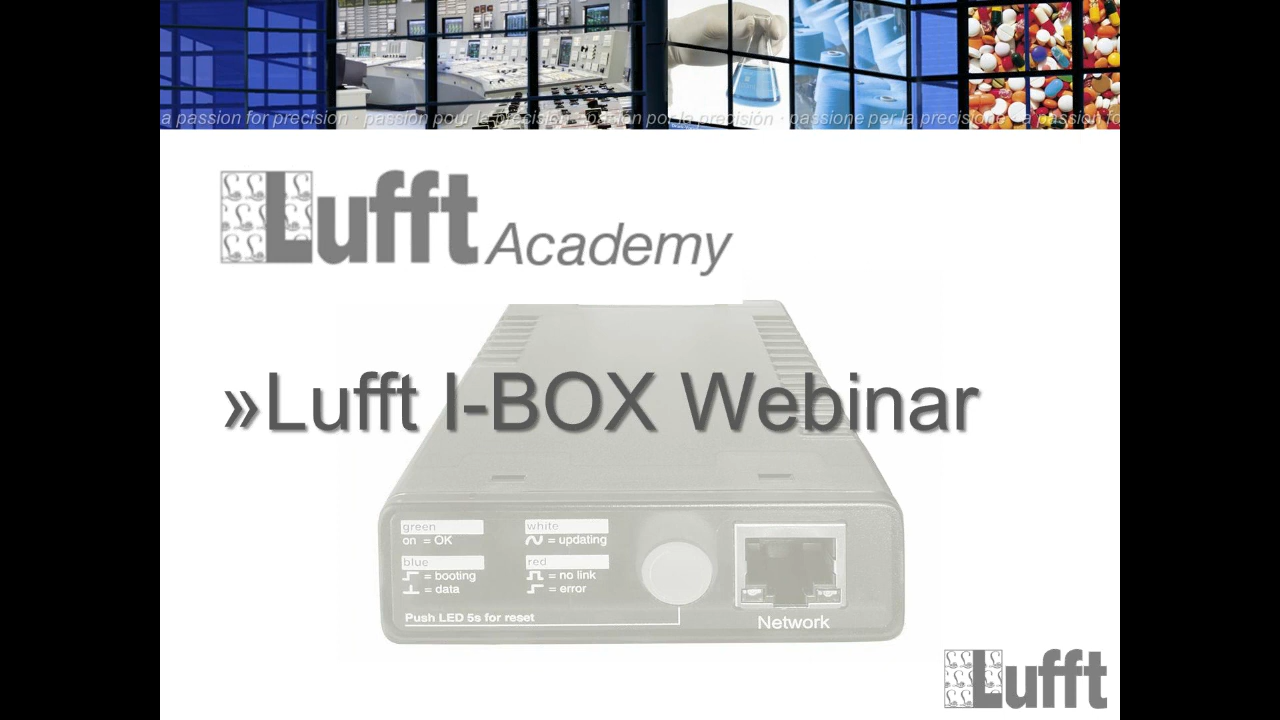 a passion for precision · passion pour la précision · pasión por la precisión · passione per la precisione · a passion fo
Lufft Academy
»Lufft I-BOX Webinar
green
on = OK
white
= updating
blue
= booting
= data
red
= no link
= error
Push LED 5s for reset
Network
Lufft